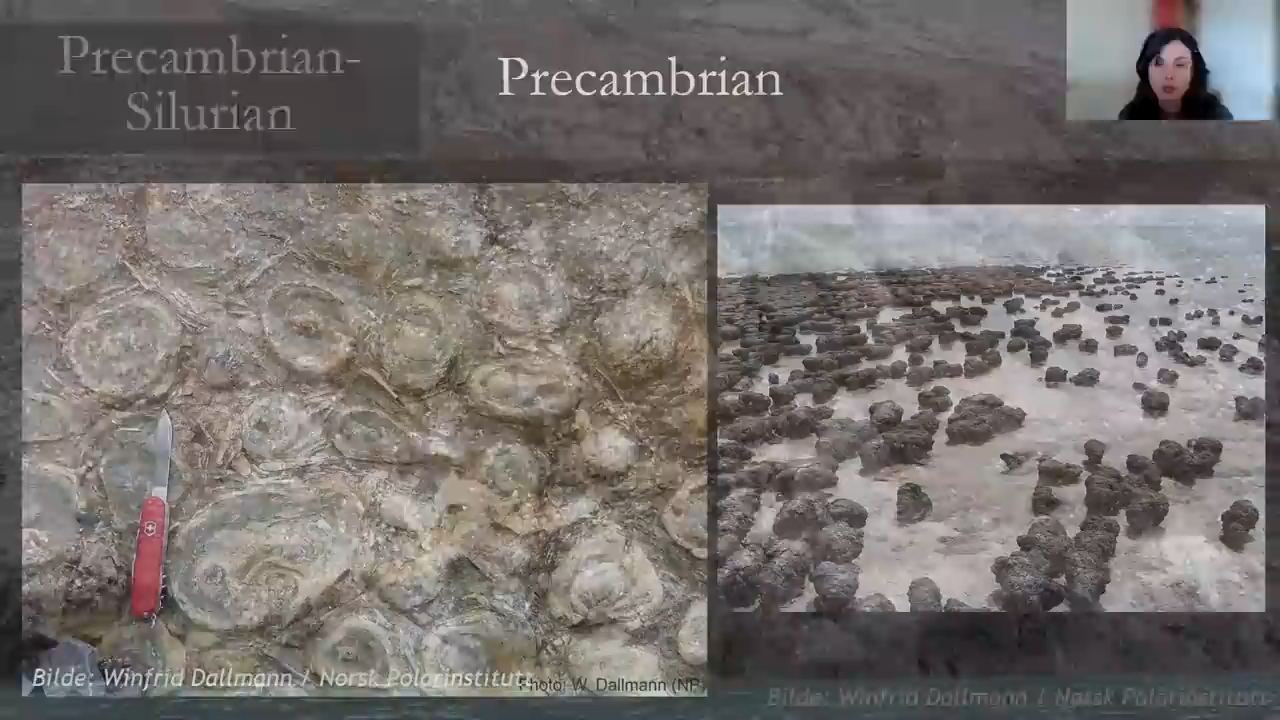 Precambrian-
Silurian
Precambrian
Bilde: Winfrid Dallmann / Norsk Polarinstitutt
Photo: W. Dallmann (NP
Bilde: Winfrid Dallmann / Norsk Polarinstitutt